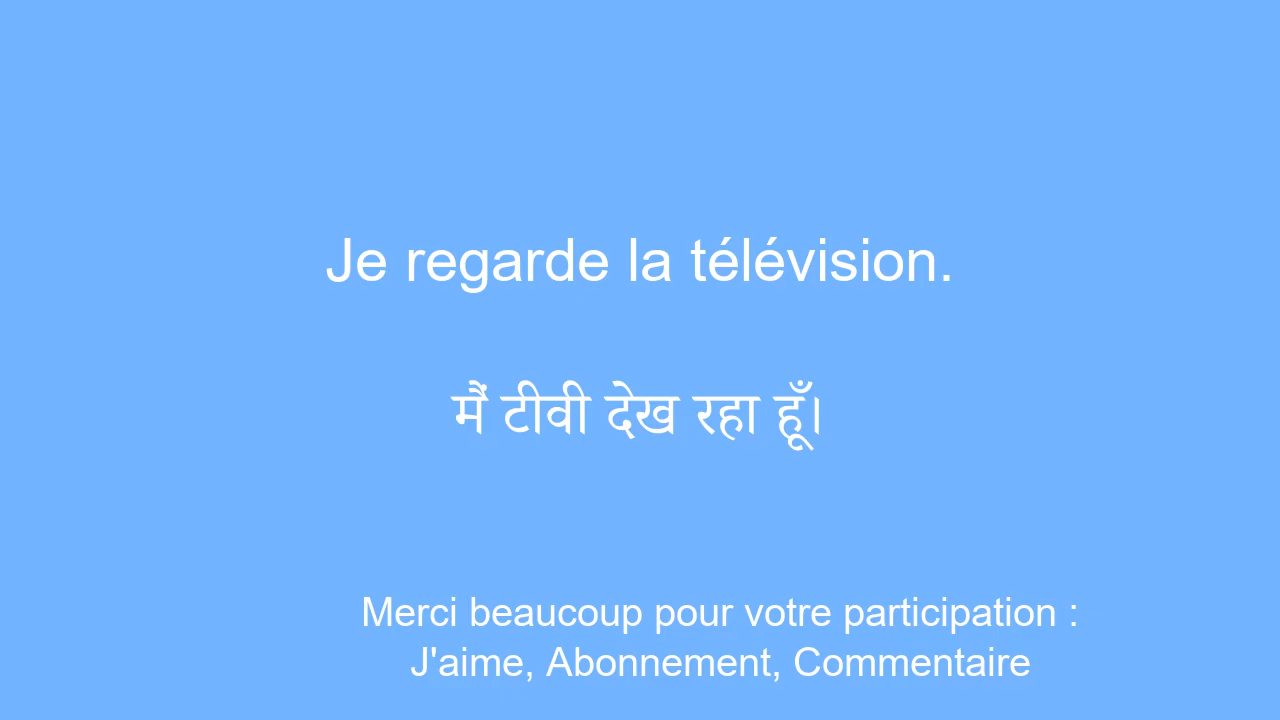 Je regarde la télévision.
मैं टीवी देख रहा हूँ।
Merci beaucoup pour votre participation :
J'aime, Abonnement, Commentaire